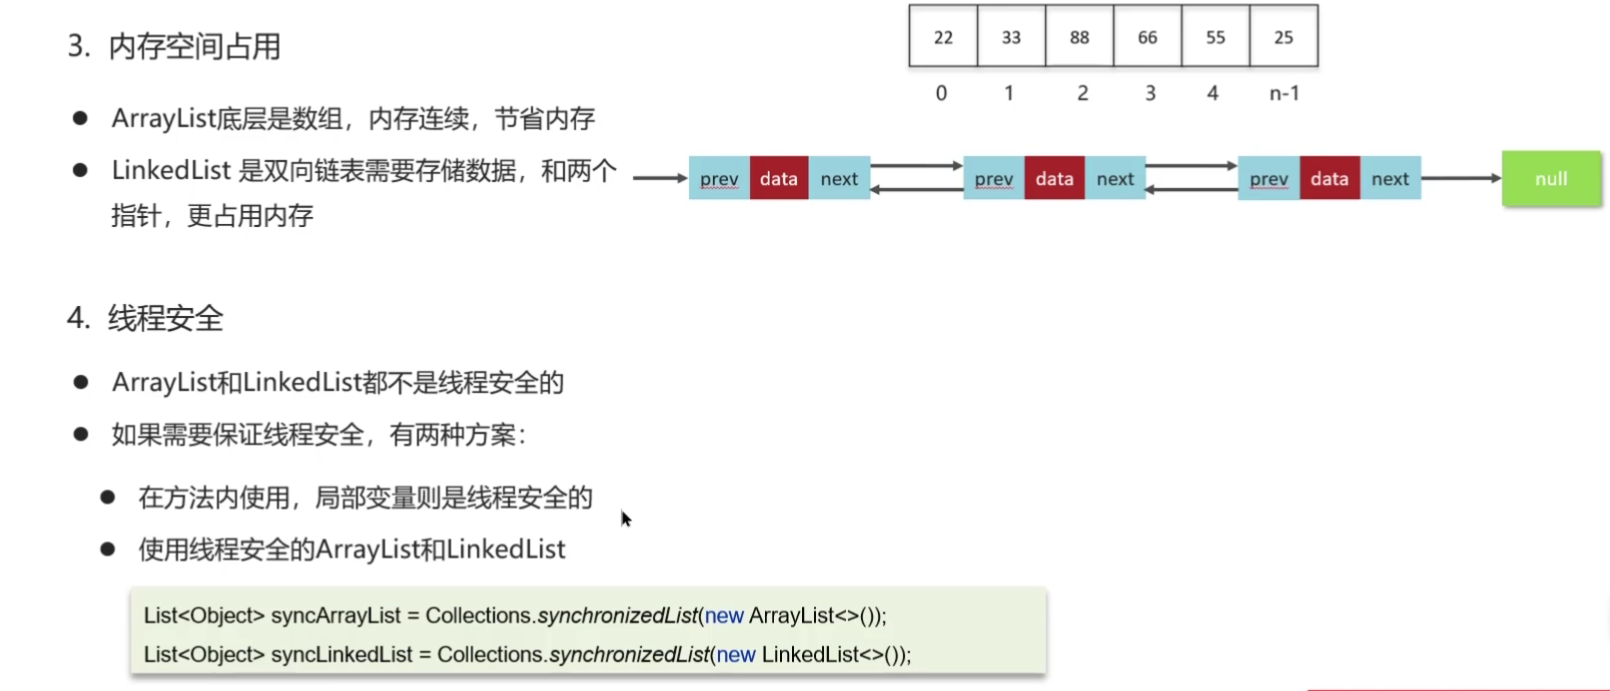 3. 内存空间占用
22 33 88 66 55 25
0 1 2 3 4 n-1
● ArrayList底层是数组，内存连续，节省内存
● LinkedList 是双向链表需要存储数据，和两个
指针，更占用内存
prev data next prev data next prev data next null
4. 线程安全
● ArrayList和LinkedList都不是线程安全的
● 如果需要保证线程安全，有两种方案：
● 在方法内使用，局部变量则是线程安全的
● 使用线程安全的ArrayList和LinkedList
List<Object> syncArrayList = Collections.synchronizedList(new ArrayList<>());
List<Object> syncLinkedList = Collections.synchronizedList(new LinkedList<>());